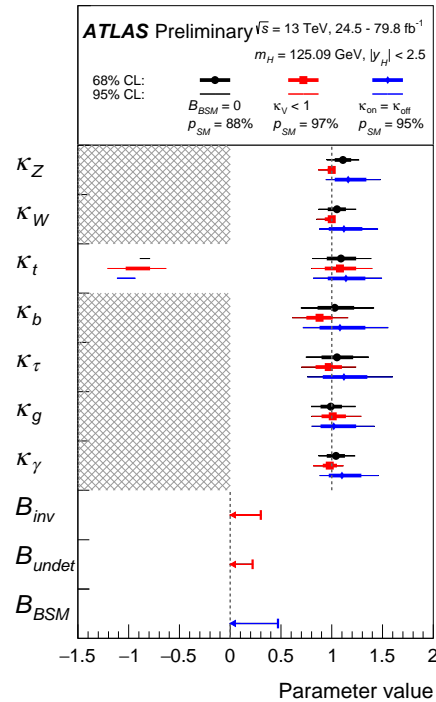 ATLAS Preliminary √s = 13 TeV, 24.5 - 79.8 fb⁻¹
m_H = 125.09 GeV, |y_H| < 2.5
68% CL:
95% CL:
B_BSM = 0 κ_V < 1 κ_on = κ_off
p_SM = 88% p_SM = 97% p_SM = 95%
κ_Z
κ_W
κ_t
κ_b
κ_τ
κ_g
κ_γ
B_inv
B_undet
B_BSM
−1.5 −1 −0.5 0 0.5 1 1.5 2
Parameter value